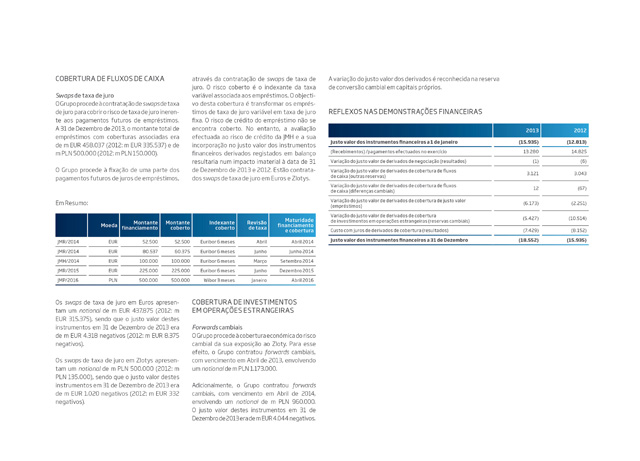 COBERTURA DE FLUXOS DE CAIXA
Swaps de taxa de juro
O Grupo procede à contratação de swaps de taxa
de juro para cobrir o risco de taxa de juro ineren-
te aos pagamentos futuros de empréstimos.
A 31 de Dezembro de 2013, o montante total de
empréstimos com coberturas associadas era
de m EUR 458.037 (2012: m EUR 335.537) e de
m PLN 500.000 (2012: m PLN 150.000).
O Grupo procede à fixação de uma parte dos
pagamentos futuros de juros de empréstimos,
através da contratação de swaps de taxa de
juro. O risco coberto é o indexante da taxa
variável associada aos empréstimos. O objecti-
vo desta cobertura é transformar os emprés-
timos de taxa de juro variável em taxa de juro
fixa. O risco de crédito do empréstimo não se
encontra coberto. No entanto, a avaliação
efectuada ao risco de crédito da JMH e a sua
incorporação no justo valor dos instrumentos
financeiros derivados registados em balanço
resultaria num impacto imaterial à data de 31
de Dezembro de 2013 e 2012. Estão contrata-
dos swaps de taxa de juro em Euros e Zlotys.
Em Resumo:
Moeda Montante financiamento Montante coberto Indexante coberto Revisão de taxa Maturidade financiamento e cobertura
JMR/2014 EUR 52.500 52.500 Euribor 6 meses Abril Abril 2014
JMR/2014 EUR 80.537 60.375 Euribor 6 meses Junho Junho 2014
JMH/2014 EUR 100.000 100.000 Euribor 6 meses Março Setembro 2014
JMR/2015 EUR 225.000 225.000 Euribor 6 meses Junho Dezembro 2015
JMP/2016 PLN 500.000 500.000 Wibor 3 meses Janeiro Abril 2016
Os swaps de taxa de juro em Euros apresen-
tam um notional de m EUR 437.875 (2012: m
EUR 315.375), sendo que o justo valor destes
instrumentos em 31 de Dezembro de 2013 era
de m EUR 4.318 negativos (2012: m EUR 8.375
negativos).
Os swaps de taxa de juro em Zlotys apresen-
tam um notional de m PLN 500.000 (2012: m
PLN 135.000), sendo que o justo valor destes
instrumentos em 31 de Dezembro de 2013 era
de m EUR 1.020 negativos (2012: m EUR 332
negativos).
COBERTURA DE INVESTIMENTOS
EM OPERAÇÕES ESTRANGEIRAS
Forwards cambiais
O Grupo procede à cobertura económica do risco
cambial da sua exposição ao Zloty. Para esse
efeito, o Grupo contratou forwards cambiais,
com vencimento em Abril de 2013, envolvendo
um notional de m PLN 1.173.000.
Adicionalmente, o Grupo contratou forwards
cambiais, com vencimento em Abril de 2014,
envolvendo um notional de m PLN 960.000.
O justo valor destes instrumentos em 31 de
Dezembro de 2013 era de m EUR 4.044 negativos.
A variação do justo valor dos derivados é reconhecida na reserva
de conversão cambial em capitais próprios.
REFLEXOS NAS DEMONSTRAÇÕES FINANCEIRAS
2013 2012
Justo valor dos instrumentos financeiros a 1 de Janeiro (15.935) (12.813)
(Recebimentos) / pagamentos efectuados no exercício 13.290 14.825
Variação do justo valor de derivados de negociação (resultados) (1)
Variação do justo valor de derivados de cobertura de fluxos
de caixa (outras reservas) 3.121 3.043
Variação do justo valor de derivados de cobertura de fluxos
de caixa (diferenças cambiais) 12 (67)
Variação do justo valor de derivados de cobertura de justo valor
(empréstimos) (6.173) (2.251)
Variação do justo valor de derivados de cobertura
de investimentos em operações estrangeiras (reservas cambiais) (5.427) (10.514)
Custo com juros de derivados de cobertura (resultados) (7.429) (8.152)
Justo valor dos instrumentos financeiros a 31 de Dezembro (18.552) (15.935)